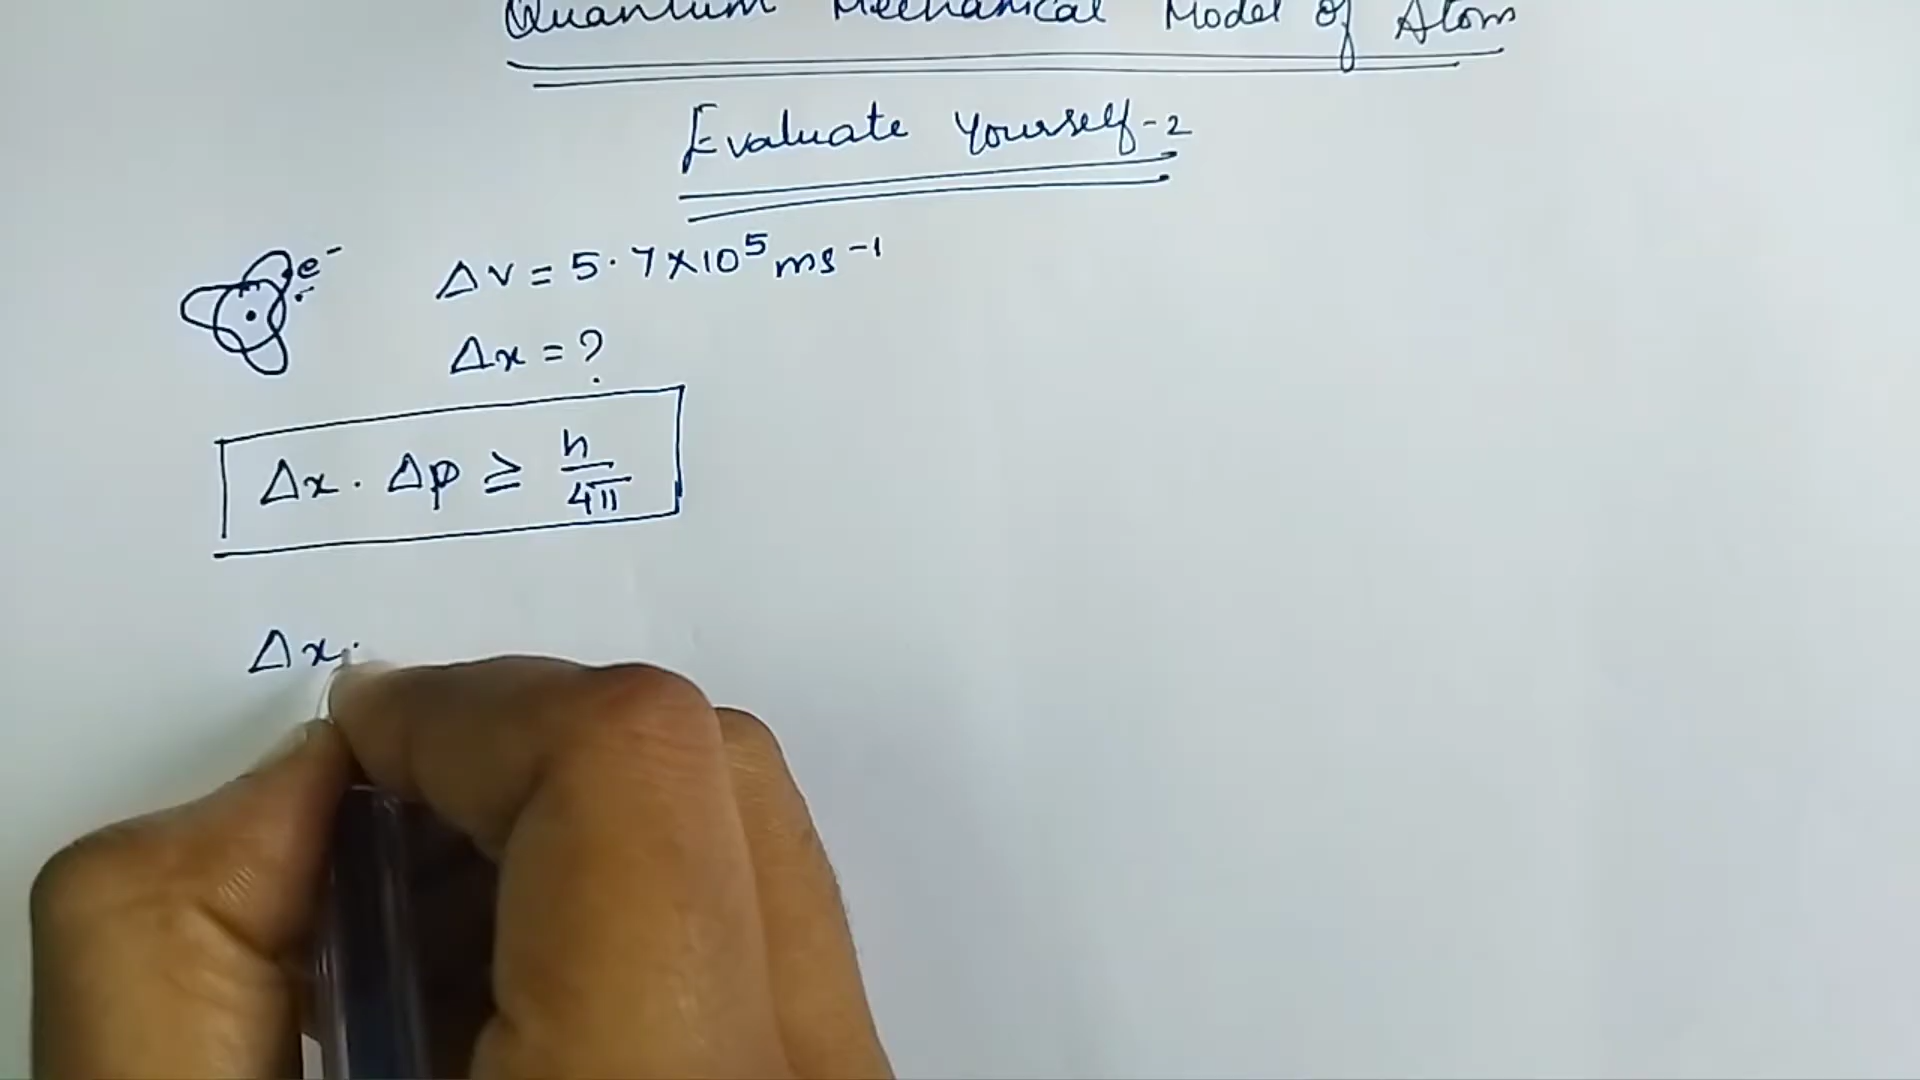 Quantum Mechanical Model of Atom
Evaluate Yourself-2
e⁻
Δv = 5.7×10⁵ ms⁻¹
Δx = ?
Δx . Δp ≥ h/4π
Δx.